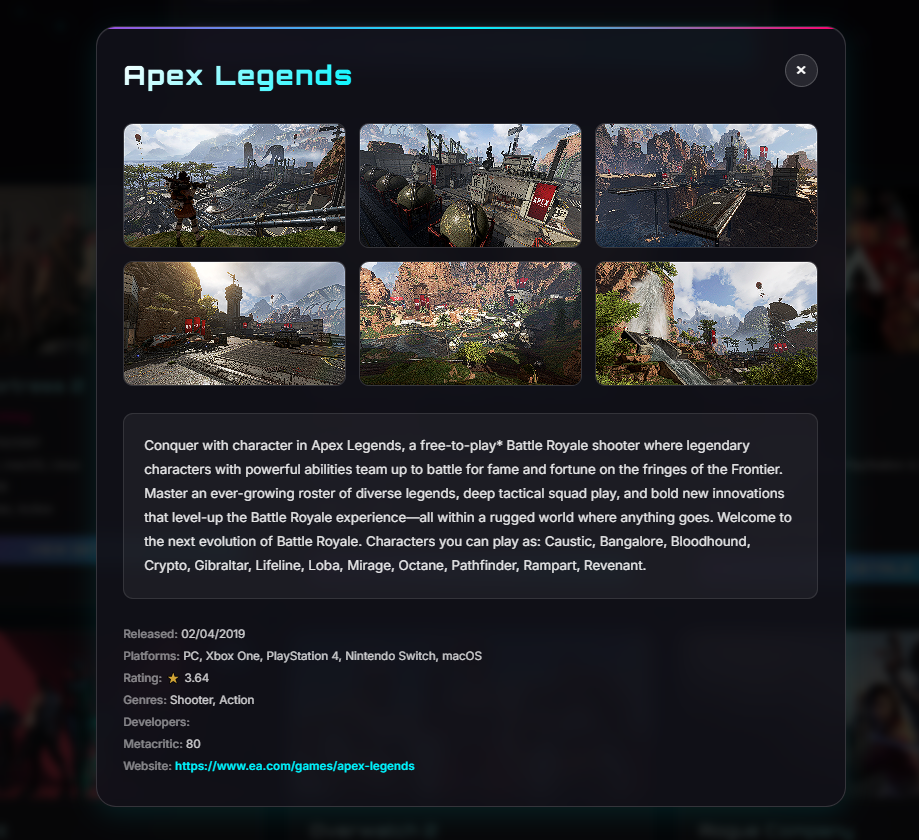 Apex Legends
APEX
Conquer with character in Apex Legends, a free-to-play* Battle Royale shooter where legendary
characters with powerful abilities team up to battle for fame and fortune on the fringes of the Frontier.
Master an ever-growing roster of diverse legends, deep tactical squad play, and bold new innovations
that level-up the Battle Royale experience—all within a rugged world where anything goes. Welcome to
the next evolution of Battle Royale. Characters you can play as: Caustic, Bangalore, Bloodhound,
Crypto, Gibraltar, Lifeline, Loba, Mirage, Octane, Pathfinder, Rampart, Revenant.
Released: 02/04/2019
Platforms: PC, Xbox One, PlayStation 4, Nintendo Switch, macOS
Rating: ★ 3.64
Genres: Shooter, Action
Developers:
Metacritic: 80
Website: https://www.ea.com/games/apex-legends